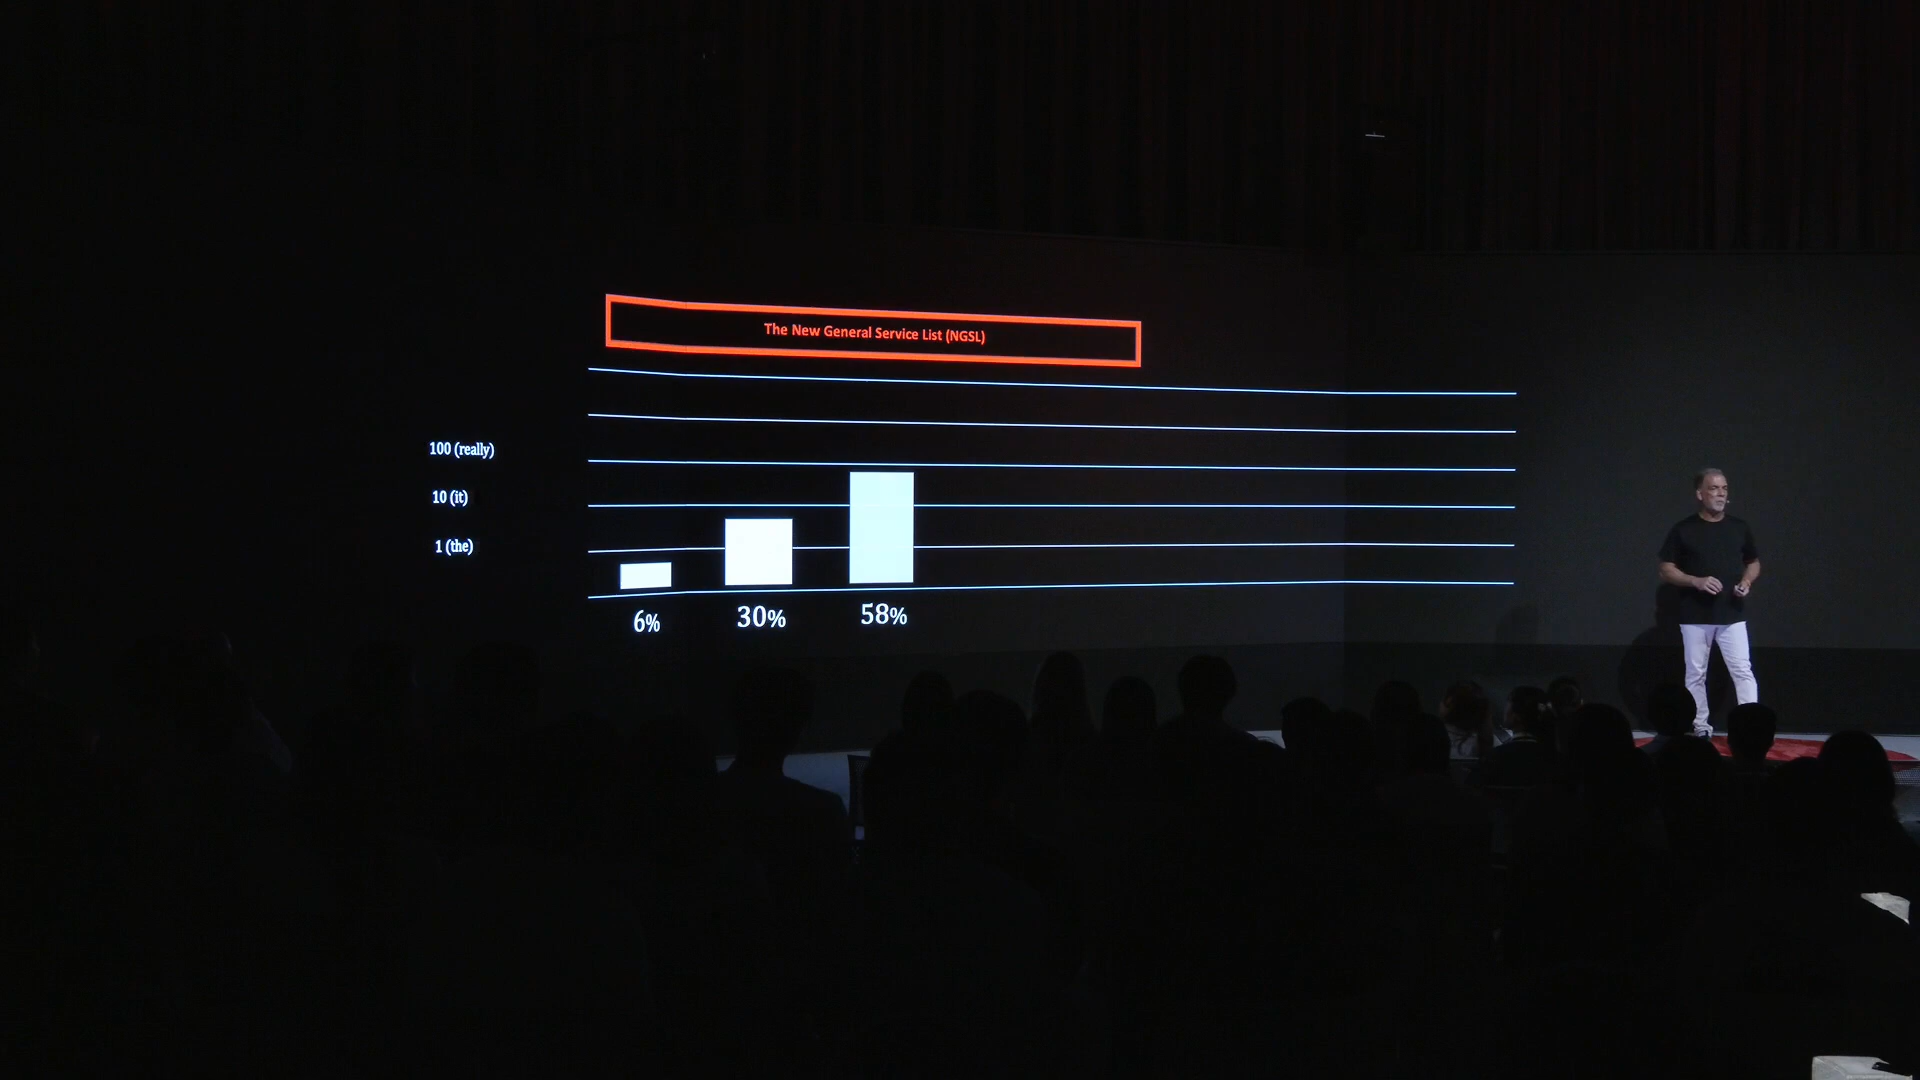 The New General Service List (NGSL)
100 (really)
10 (it)
1 (the)
6%
30%
58%